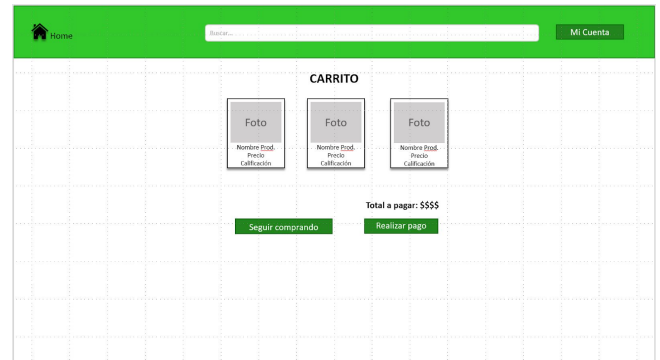 Home
Buscar...
Mi Cuenta
CARRITO
Foto
Nombre Prod.
Precio
Calificación
Foto
Nombre Prod.
Precio
Calificación
Foto
Nombre Prod.
Precio
Calificación
Total a pagar: $$$$
Seguir comprando
Realizar pago